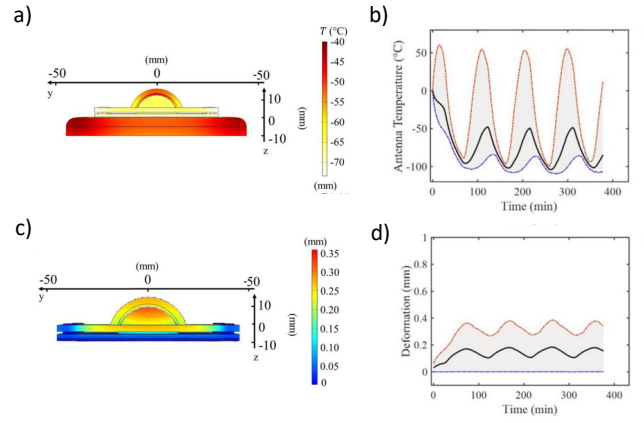 a)
T (°C)
(mm)
-50
0
-50
y
10
0
-10
z
(mm)
-40
-45
-50
-55
-60
-65
-70
(mm)
b)
Antenna Temperature (°C)
50
0
-50
-100
0
100
200
300
400
Time (min)
c)
(mm)
-50
0
-50
y
10
0
-10
z
(mm)
(mm)
0.35
0.30
0.25
0.20
0.15
0.10
0.05
0
d)
Deformation (mm)
1
0.8
0.6
0.4
0.2
0
0
100
200
300
400
Time (min)